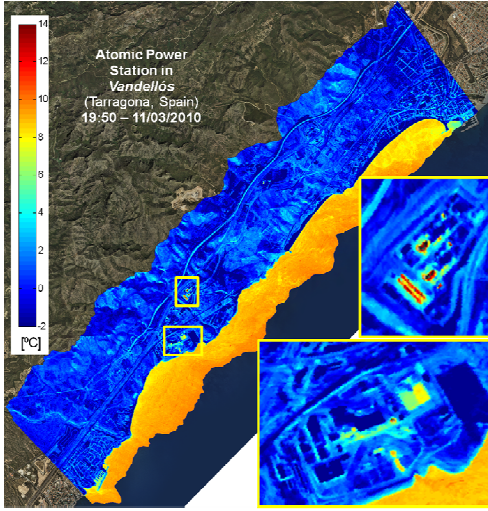 14
12
10
8
6
4
2
0
-2
[ºC]
Atomic Power
Station in
Vandellós
(Tarragona, Spain)
19:50 – 11/03/2010